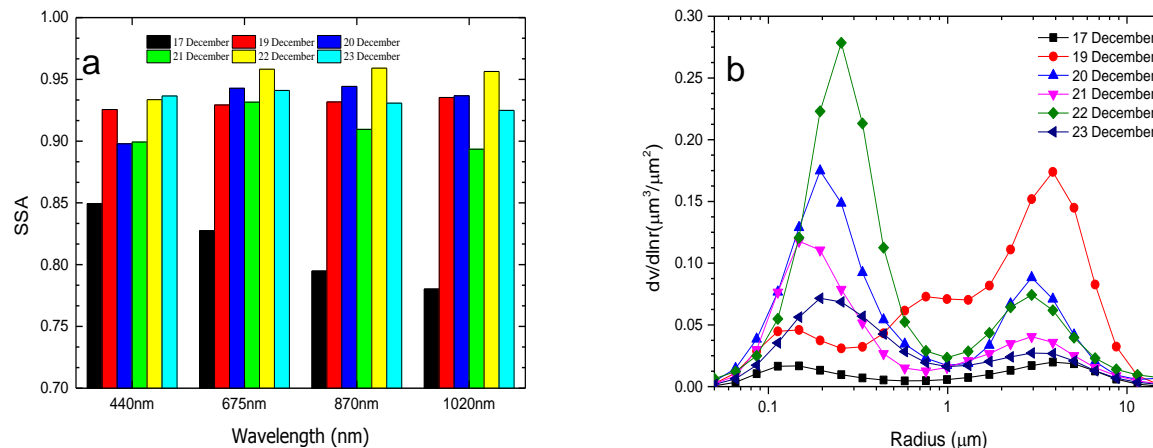 a
17 December 19 December 20 December
21 December 22 December 23 December
1.00
0.95
0.90
0.85
0.80
0.75
0.70
SSA
440nm 675nm 870nm 1020nm
Wavelength (nm)
b
17 December
19 December
20 December
21 December
22 December
23 December
0.30
0.25
0.20
0.15
0.10
0.05
0.00
dv/dlnr(μm³/μm²)
0.1 1 10
Radius (μm)